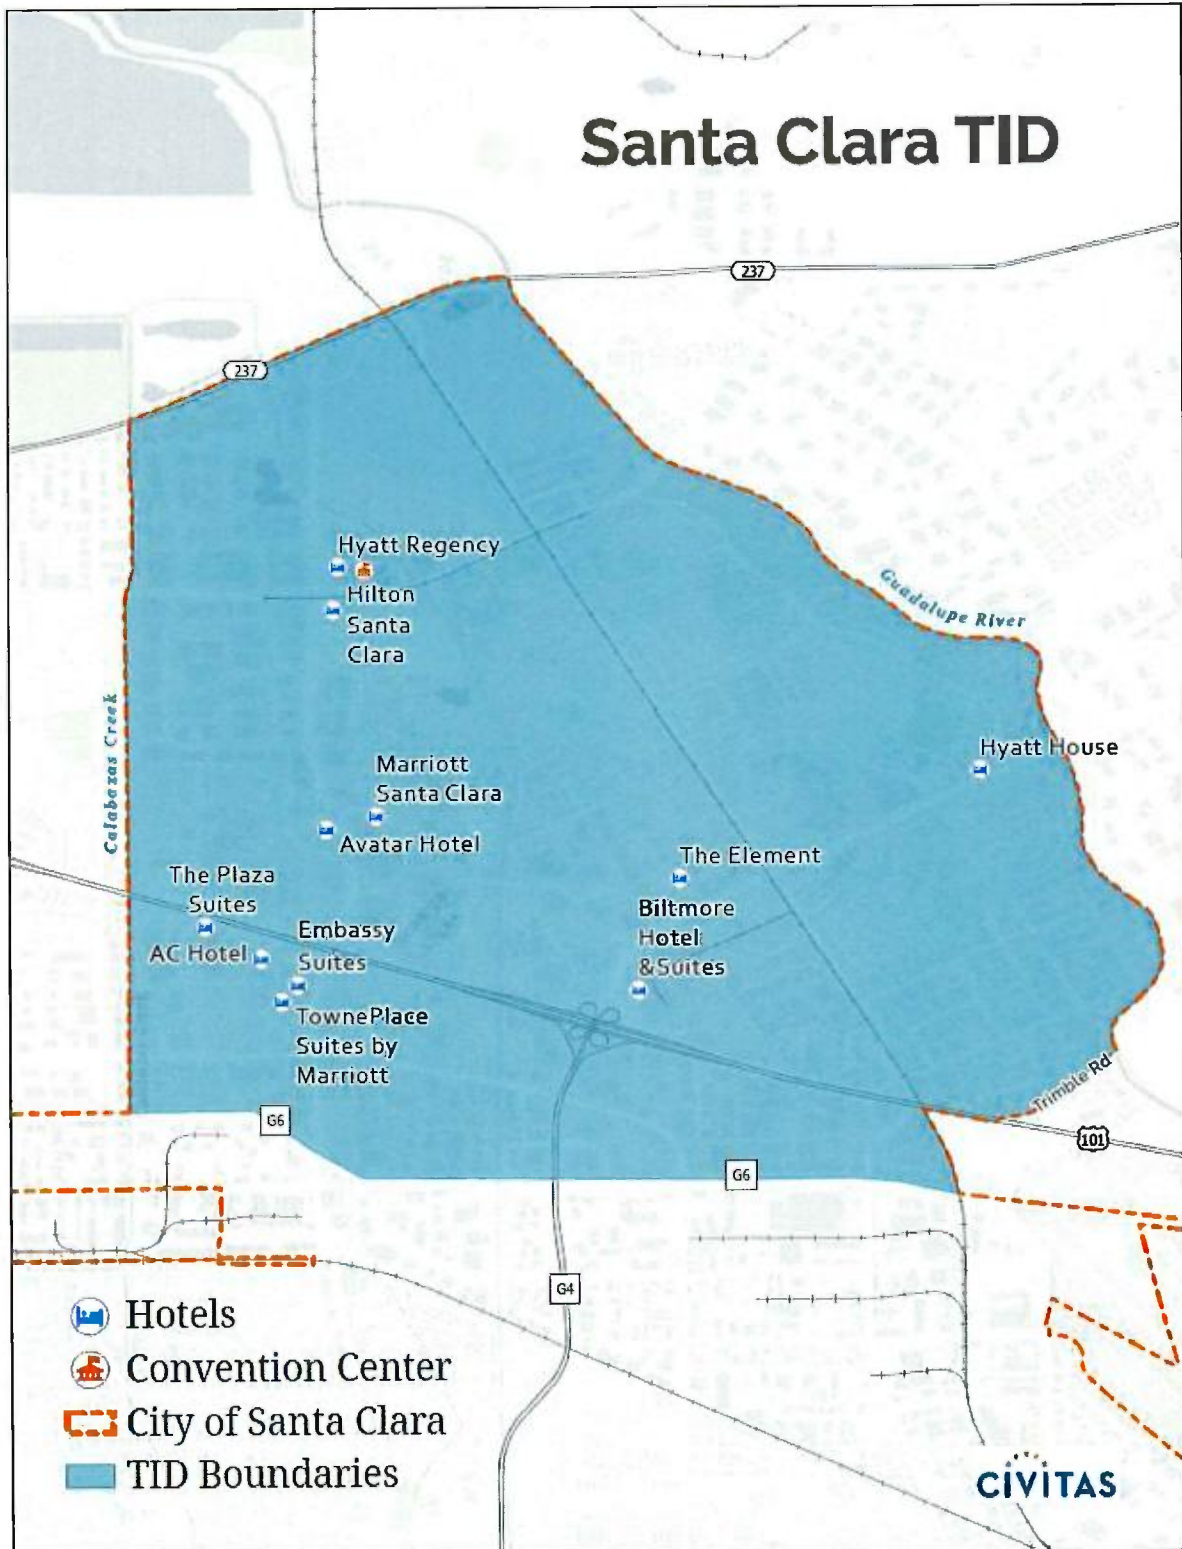 Santa Clara TID
237
237
Hyatt Regency
Hilton
Santa
Clara
Guadalupe River
Calabazas Creek
Hyatt House
Marriott
Santa Clara
Avatar Hotel
The Element
The Plaza
Suites
Biltmore
Hotel
&Suites
Embassy
Suites
AC Hotel
TownePlace
Suites by
Marriott
Trimble Rd
G6
101
G6
G4
Hotels
Convention Center
City of Santa Clara
TID Boundaries
CIVITAS